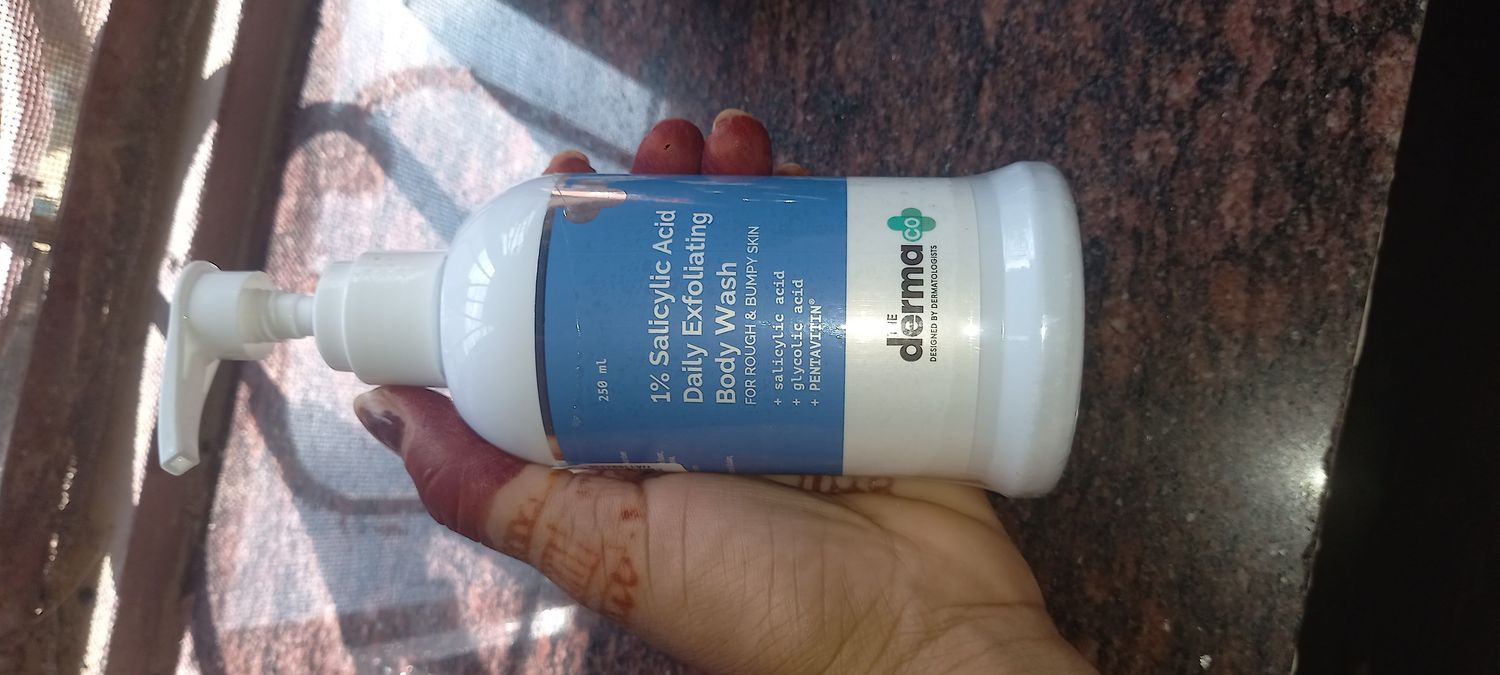 250 ml
1% Salicylic Acid
Daily Exfoliating
Body Wash
FOR ROUGH & BUMPY SKIN
+ salicylic acid
+ glycolic acid
+ PENTAVITIN®
THE
derma co
DESIGNED BY DERMATOLOGISTS